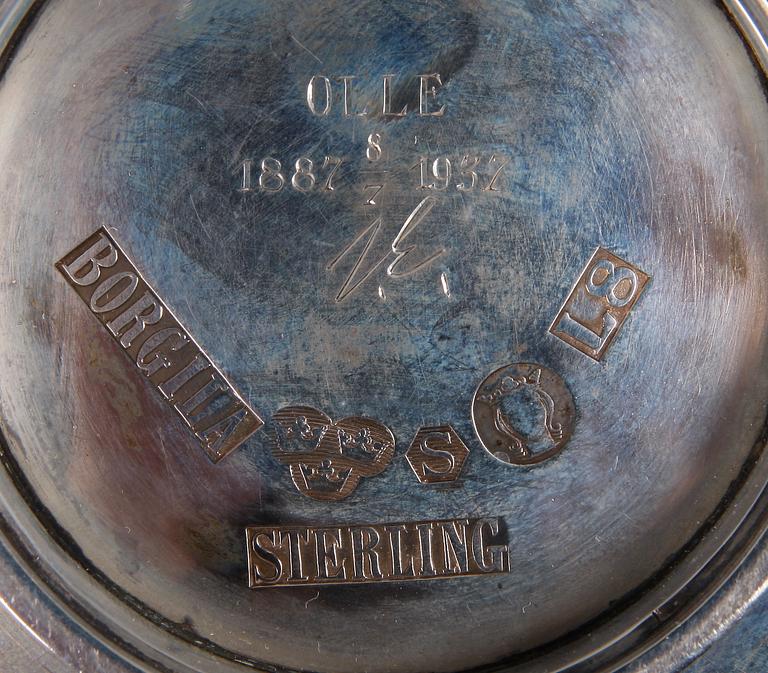 OLLE
1887 8/7 1937
BORGILA
L8
S
STERLING